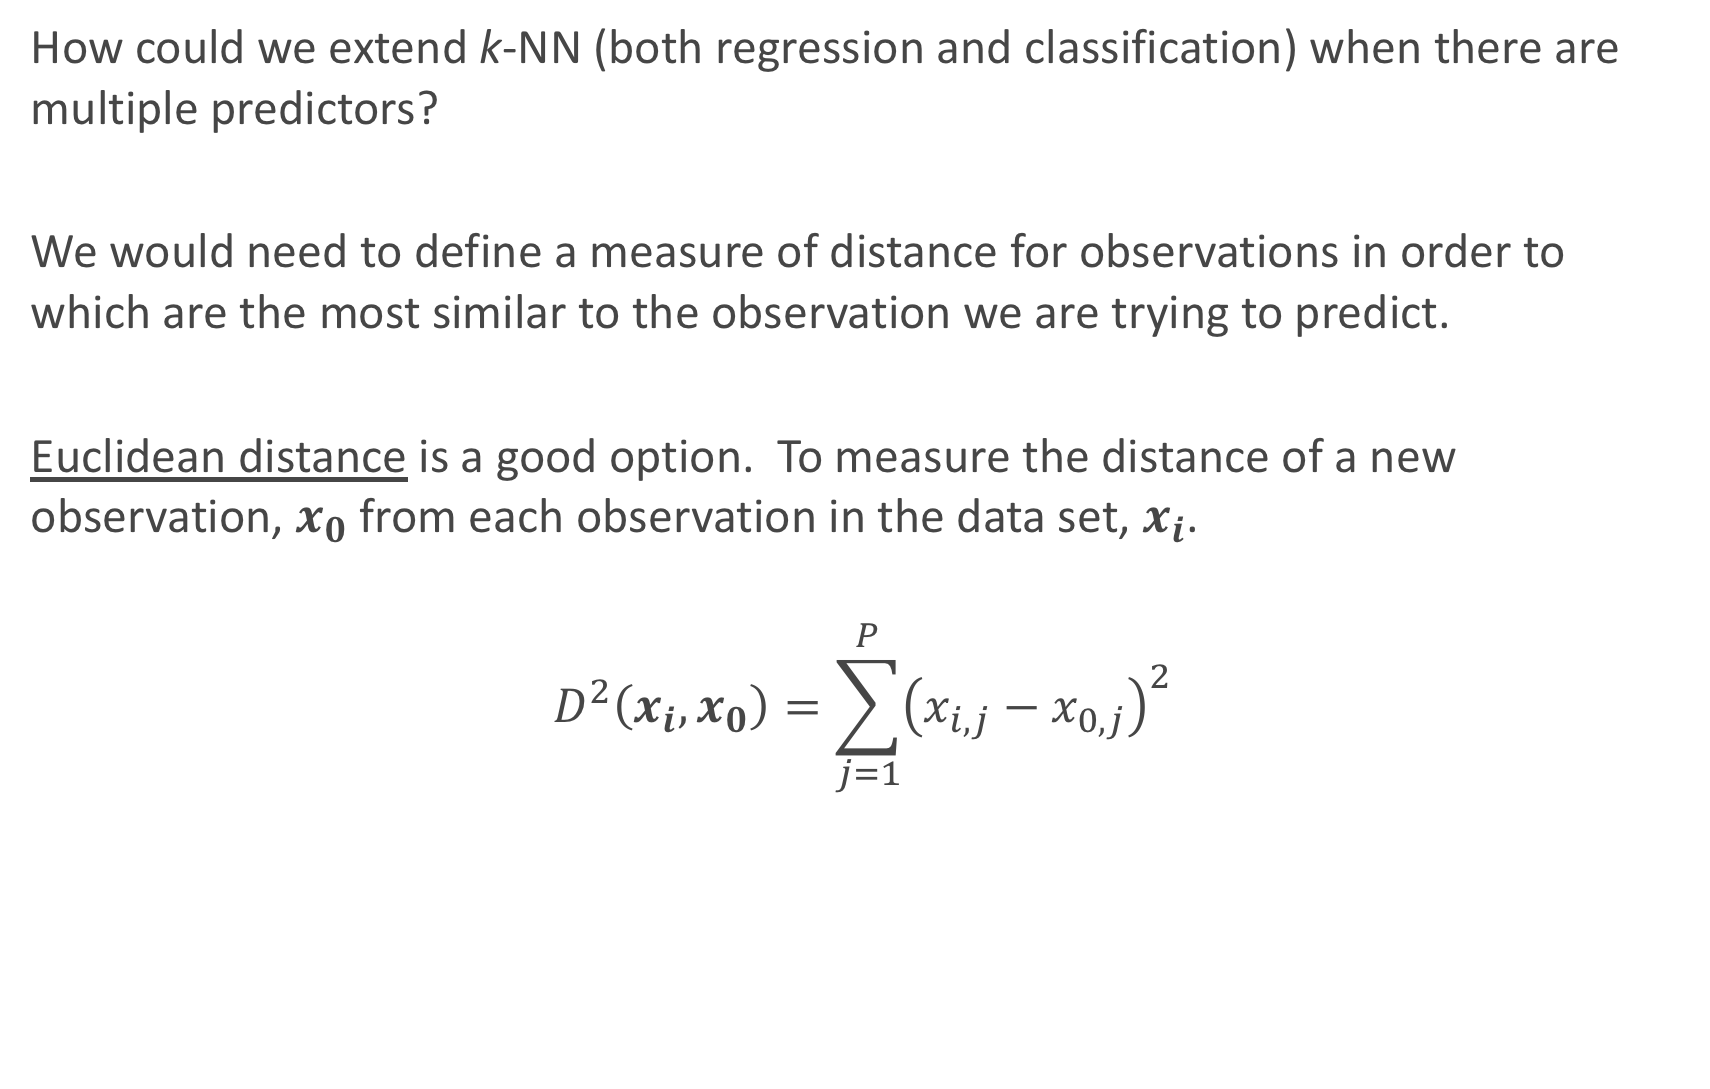 How could we extend k-NN (both regression and classification) when there are
multiple predictors?
We would need to define a measure of distance for observations in order to
which are the most similar to the observation we are trying to predict.
Euclidean distance is a good option.  To measure the distance of a new
observation, x₀ from each observation in the data set, xᵢ.
D²(xᵢ, x₀) = ∑_{j=1}^{P} (x_{i,j} − x_{0,j})²